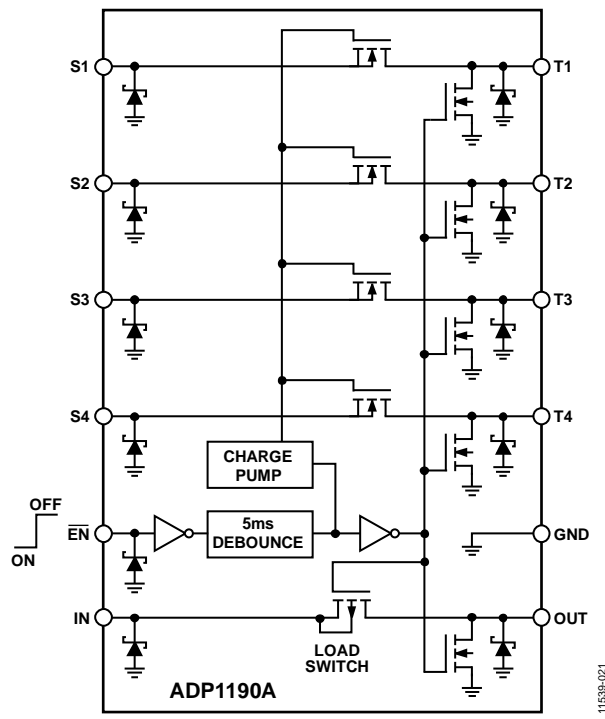 S1
T1
S2
T2
S3
T3
S4
T4
CHARGE
PUMP
OFF
ON
EN
5ms
DEBOUNCE
GND
IN
OUT
LOAD
SWITCH
ADP1190A
11539-021